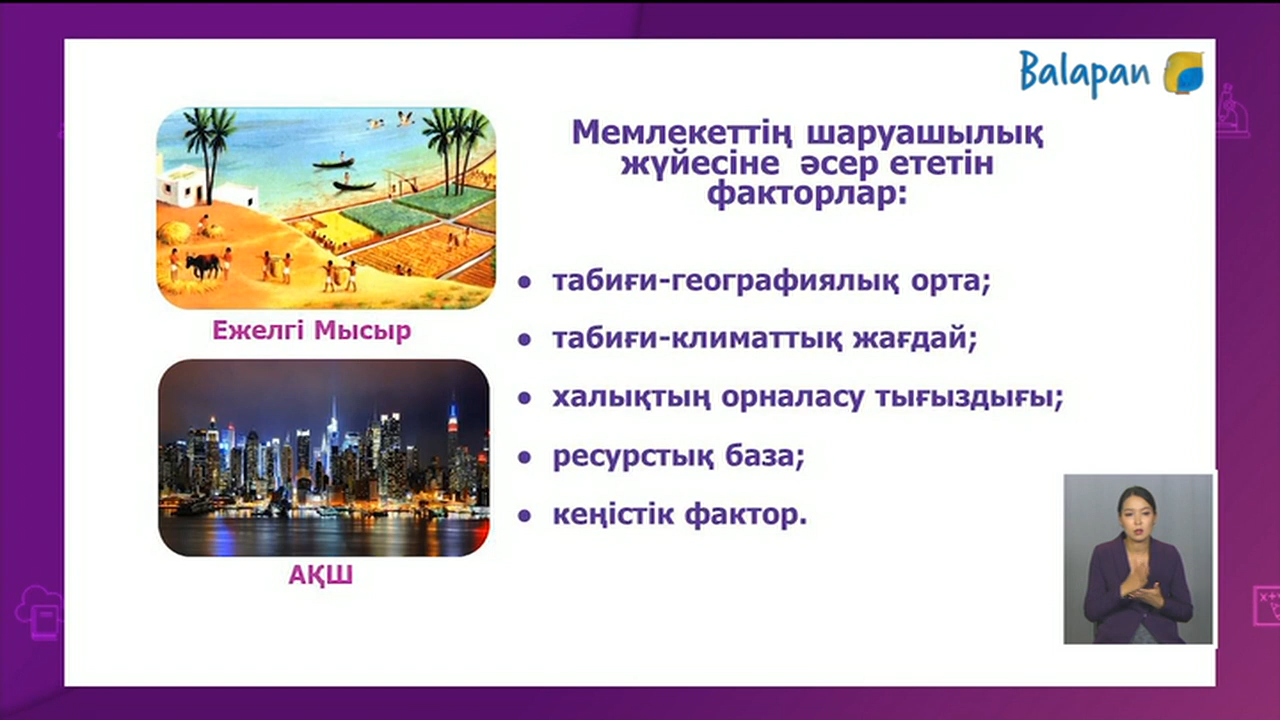 Balapan
Мемлекеттің шаруашылық
жүйесіне әсер ететін
факторлар:
Ежелгі Мысыр
АҚШ
• табиғи-географиялық орта;
• табиғи-климаттық жағдай;
• халықтың орналасу тығыздығы;
• ресурстық база;
• кеңістік фактор.